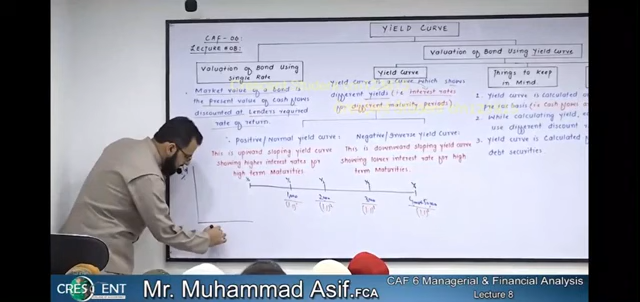 YIELD CURVE
CAF-06
LECTURE #08
Valuation of Bond Using
Single Rate
Valuation of Bond Using Yield Curve
Yield Curve
Things to Keep
in Mind
Market value of a bond is
the present value of Cash flows
discounted at Lenders required
rate of return.
Yield Curve is a curve which shows
different yields (ie interest rates
for different maturity periods)
1. Yield Curve is calculated o
pre tax basis (ie cash flows a
2. While calculating yield,
use different discount
3. Yield Curve is Calculated
debt securities
Positive/Normal yield curve:
This is upward sloping yield curve
showing higher interest rates for
high term Maturities.
Negative/Inverse yield curve:
This is downward sloping yield curve
showing lower interest rate for high
term Maturities.
CRESCENT
Mr. Muhammad Asif.FCA
CAF 6 Managerial & Financial Analysis
Lecture 8